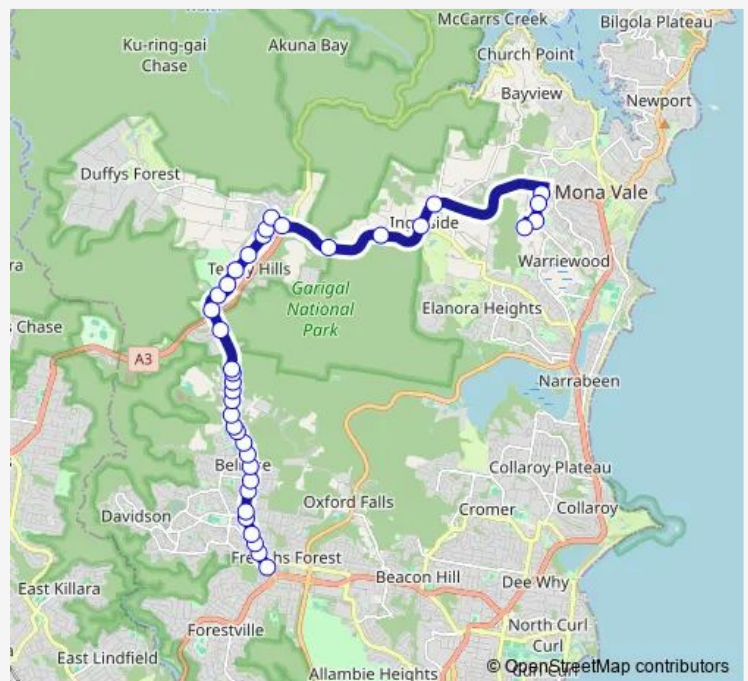 McCarrs Creek
Bilgola Plateau
Ku-ring-gai
Chase
Akuna Bay
Church Point
Bayview
Newport
Duffys Forest
Mona Vale
Warriewood
Hills
Garigal
National
Park
Elanora Heights
Chase
A3
Narrabeen
Collaroy Plateau
Oxford Falls
Cromer
Collaroy
Davidson
Forest
Beacon Hill
Dee Why
East Killara
Forestville
North Curl
Curl
East Lindfield
Allambie Heights
© OpenStreetMap contributors